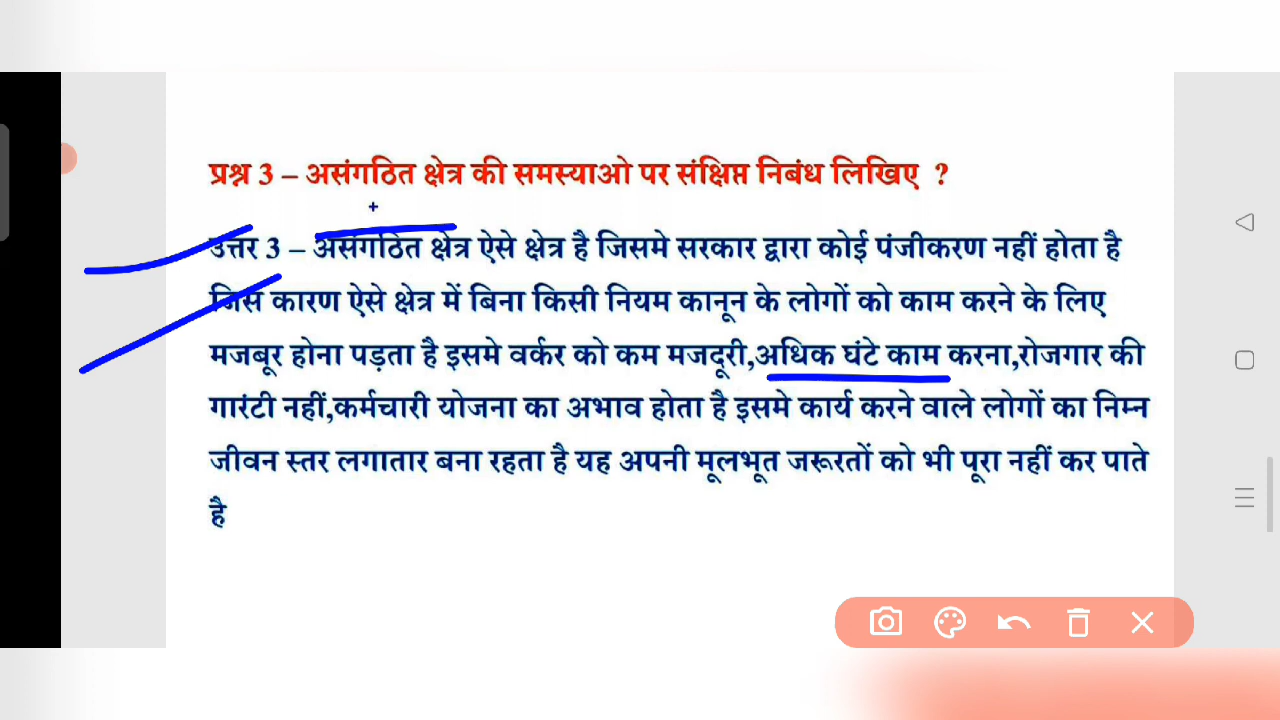 प्रश्न 3 – असंगठित क्षेत्र की समस्याओ पर संक्षिप्त निबंध लिखिए ?
उत्तर 3 – असंगठित क्षेत्र ऐसे क्षेत्र है जिसमे सरकार द्वारा कोई पंजीकरण नहीं होता है
जिस कारण ऐसे क्षेत्र में बिना किसी नियम कानून के लोगों को काम करने के लिए
मजबूर होना पड़ता है इसमे वर्कर को कम मजदूरी,अधिक घंटे काम करना,रोजगार की
गारंटी नहीं,कर्मचारी योजना का अभाव होता है इसमे कार्य करने वाले लोगों का निम्न
जीवन स्तर लगातार बना रहता है यह अपनी मूलभूत जरूरतों को भी पूरा नहीं कर पाते
है